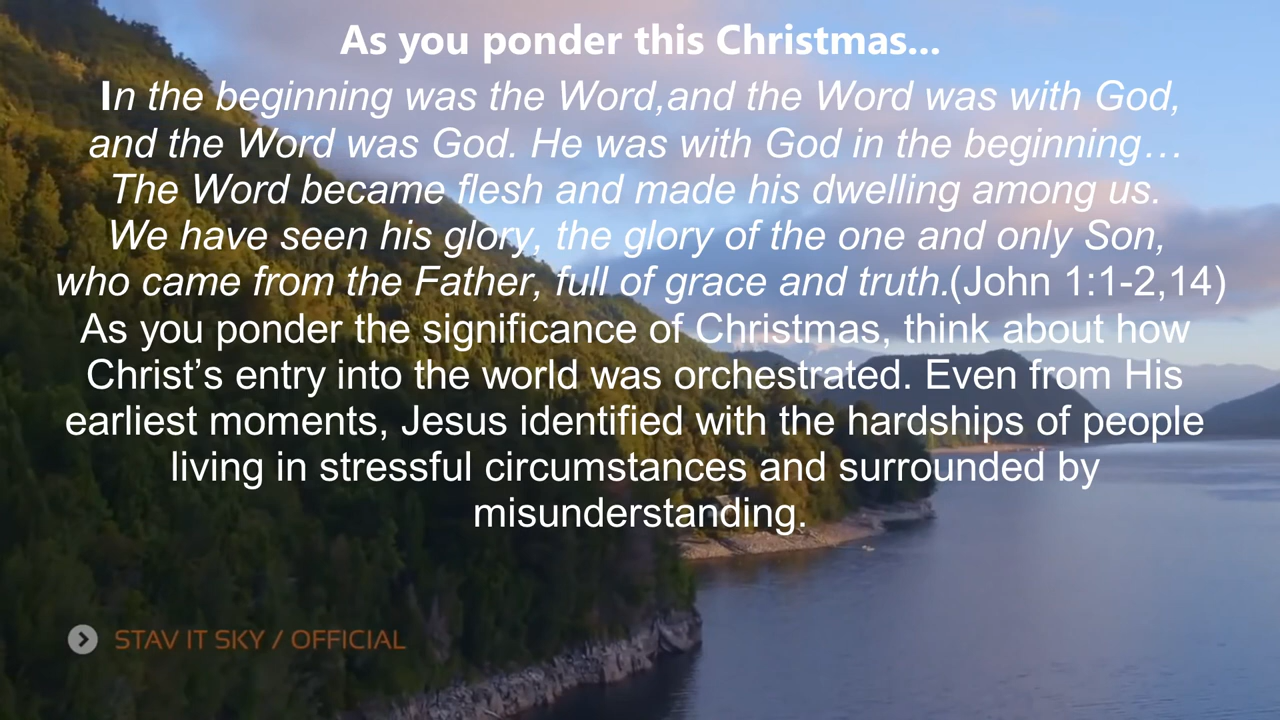 As you ponder this Christmas...
In the beginning was the Word,and the Word was with God,
and the Word was God. He was with God in the beginning…
The Word became flesh and made his dwelling among us.
We have seen his glory, the glory of the one and only Son,
who came from the Father, full of grace and truth.(John 1:1-2,14)
As you ponder the significance of Christmas, think about how
Christ’s entry into the world was orchestrated. Even from His
earliest moments, Jesus identified with the hardships of people
living in stressful circumstances and surrounded by
misunderstanding.
STAV IT SKY / OFFICIAL